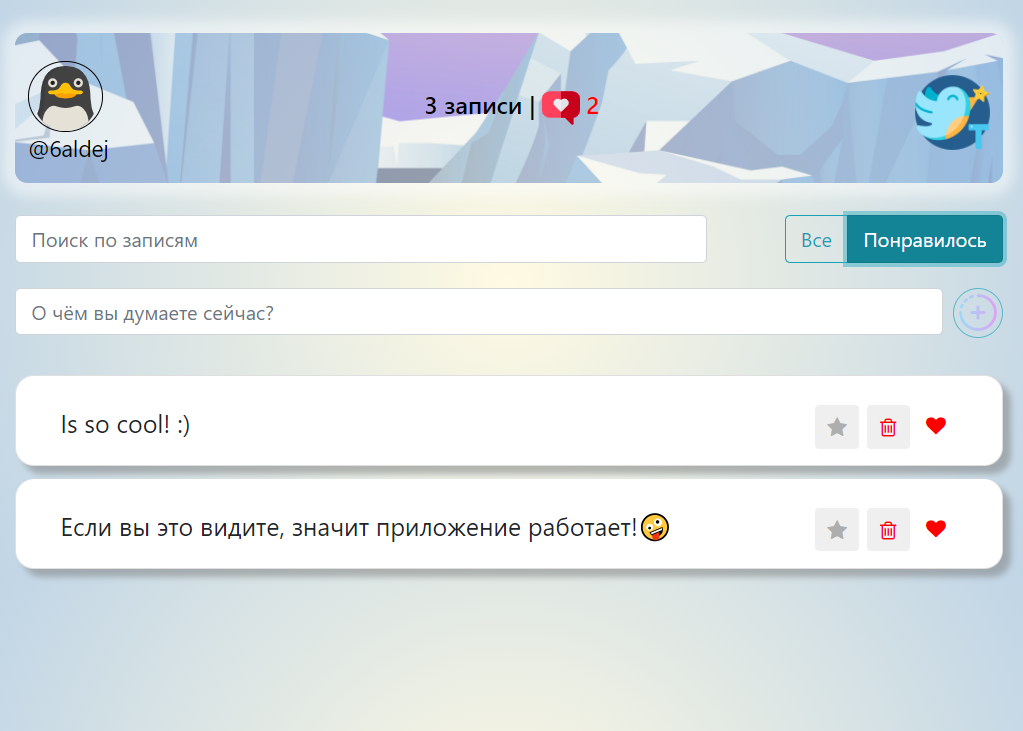 3 записи | 2
@6aldej
Поиск по записям
Все
Понравилось
О чём вы думаете сейчас?
Is so cool! :)
Если вы это видите, значит приложение работает!🤪